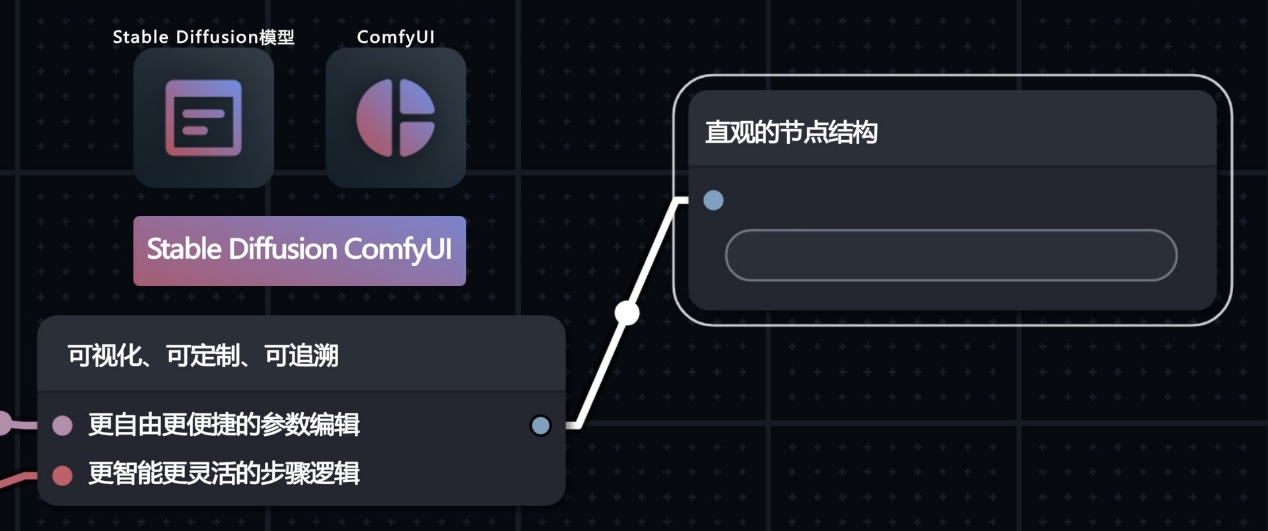 Stable Diffusion模型
ComfyUI
Stable Diffusion ComfyUI
直观的节点结构
可视化、可定制、可追溯
更自由更便捷的参数编辑
更智能更灵活的步骤逻辑